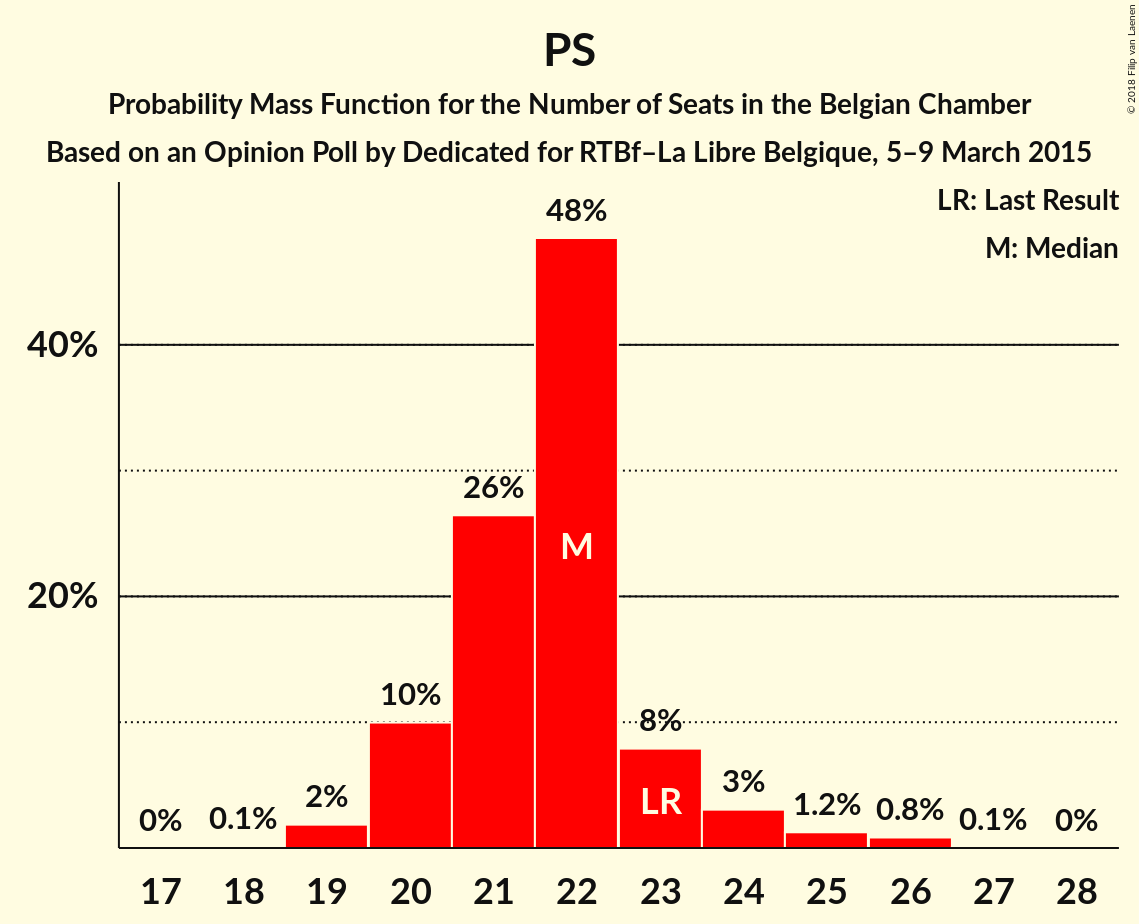 PS
Probability Mass Function for the Number of Seats in the Belgian Chamber
Based on an Opinion Poll by Dedicated for RTBf–La Libre Belgique, 5–9 March 2015
© 2018 Filip van Laenen
LR: Last Result
M: Median
40%
20%
0%
0.1%
2%
10%
26%
48%
8%
3%
1.2%
0.8%
0.1%
0%
M
LR
17 18 19 20 21 22 23 24 25 26 27 28